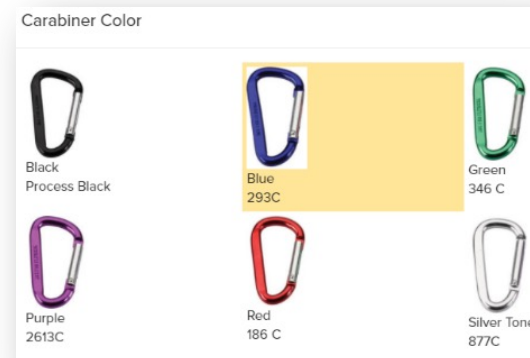 Carabiner Color
Black
Process Black
Blue
293C
Green
346 C
Purple
2613C
Red
186 C
Silver Tone
877C